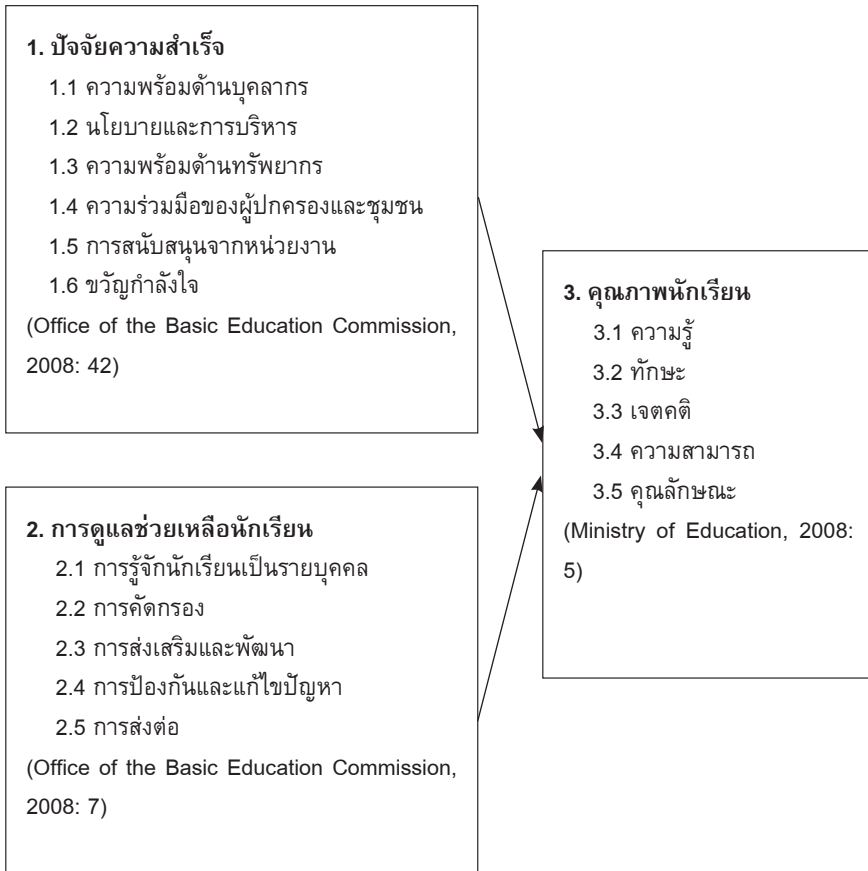 1. ปัจจัยความสำเร็จ
1.1 ความพร้อมด้านบุคลากร
1.2 นโยบายและการบริหาร
1.3 ความพร้อมด้านทรัพยากร
1.4 ความร่วมมือของผู้ปกครองและชุมชน
1.5 การสนับสนุนจากหน่วยงาน
1.6 ขวัญกำลังใจ
(Office of the Basic Education Commission,
2008: 42)
2. การดูแลช่วยเหลือนักเรียน
2.1 การรู้จักนักเรียนเป็นรายบุคคล
2.2 การคัดกรอง
2.3 การส่งเสริมและพัฒนา
2.4 การป้องกันและแก้ไขปัญหา
2.5 การส่งต่อ
(Office of the Basic Education Commission,
2008: 7)
3. คุณภาพนักเรียน
3.1 ความรู้
3.2 ทักษะ
3.3 เจตคติ
3.4 ความสามารถ
3.5 คุณลักษณะ
(Ministry of Education, 2008:
5)